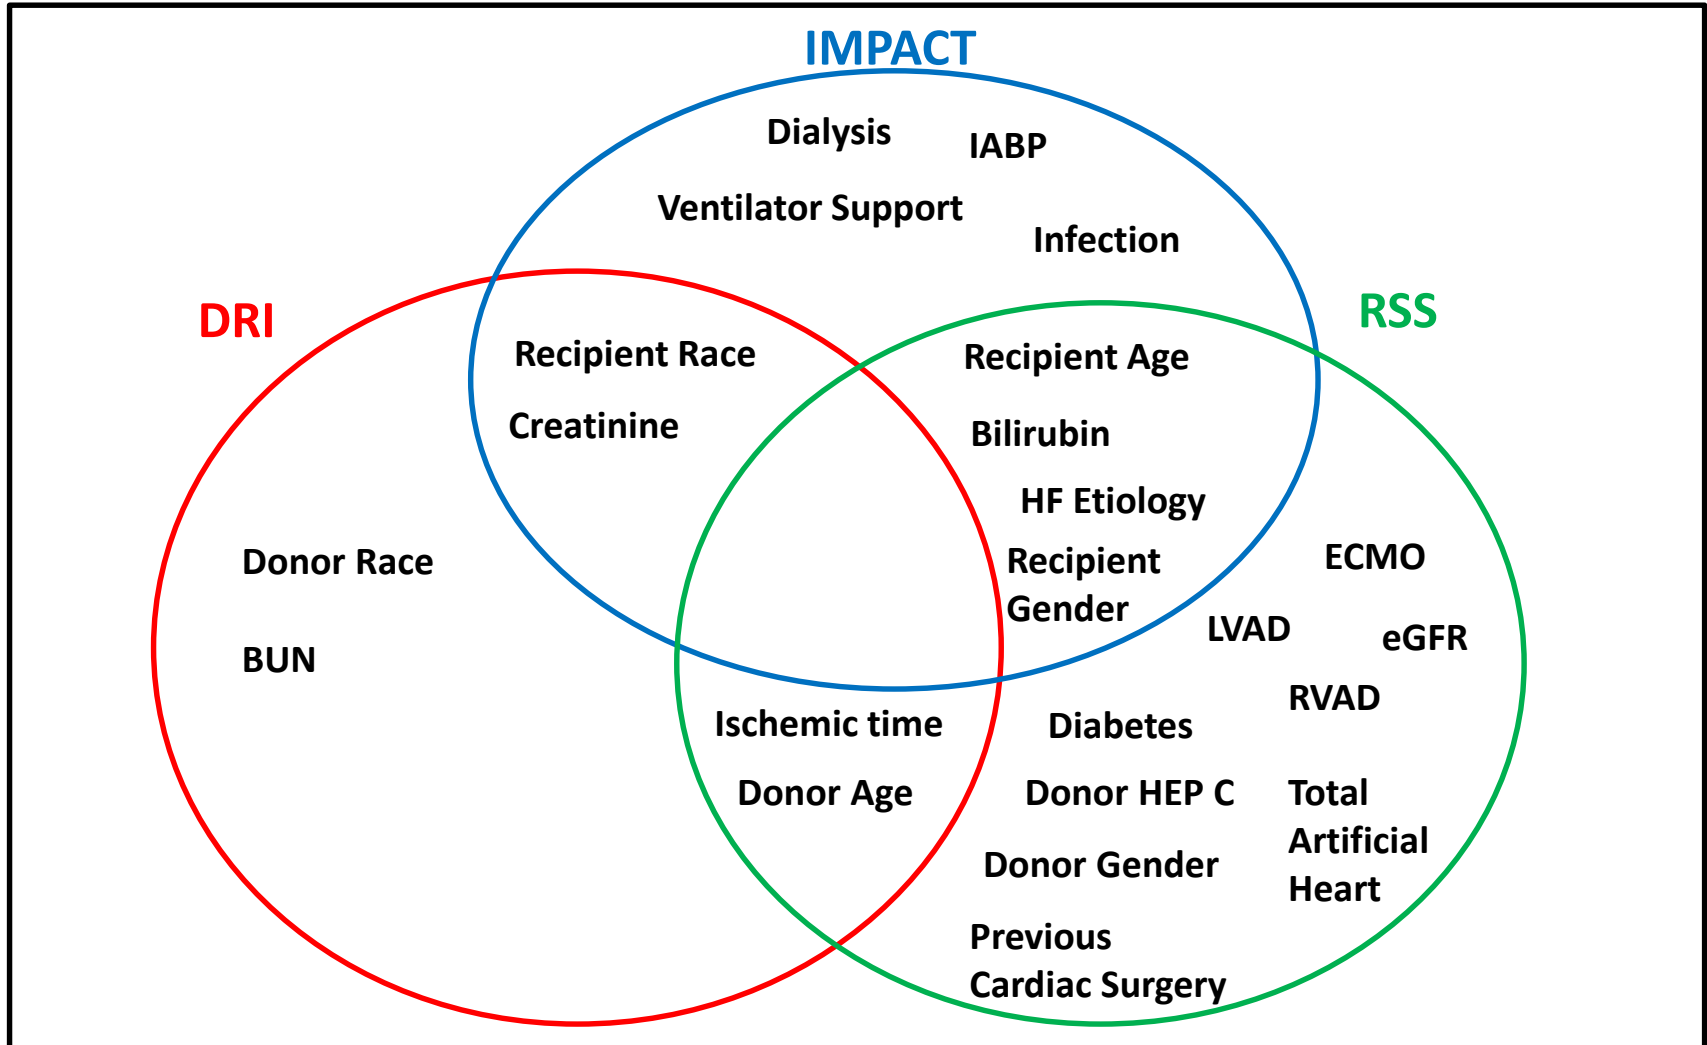 IMPACT
Dialysis
IABP
Ventilator Support
Infection
DRI
RSS
Recipient Race
Recipient Age
Creatinine
Bilirubin
HF Etiology
Donor Race
Recipient
Gender
ECMO
LVAD
eGFR
BUN
RVAD
Ischemic time
Diabetes
Donor Age
Donor HEP C
Total
Artificial
Heart
Donor Gender
Previous
Cardiac Surgery